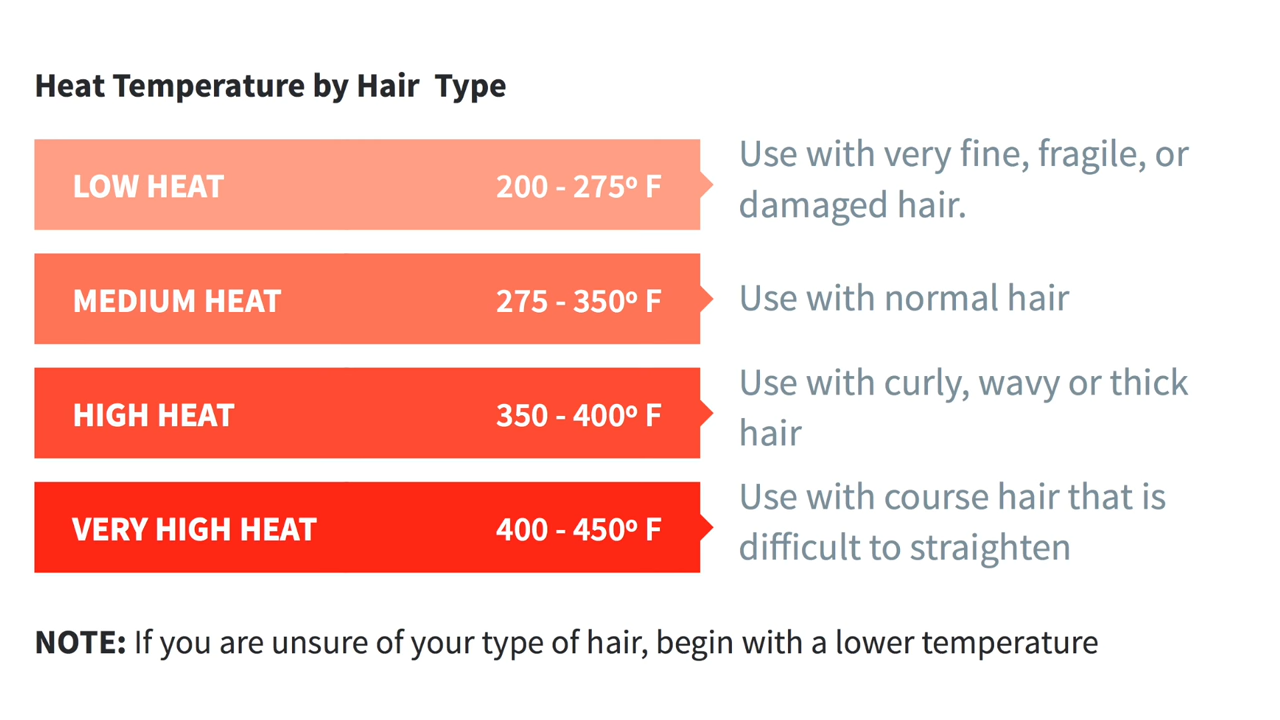 Heat Temperature by Hair  Type
LOW HEAT 200 - 275º F
Use with very fine, fragile, or
damaged hair.
MEDIUM HEAT 275 - 350º F
Use with normal hair
HIGH HEAT 350 - 400º F
Use with curly, wavy or thick
hair
VERY HIGH HEAT 400 - 450º F
Use with course hair that is
difficult to straighten
NOTE: If you are unsure of your type of hair, begin with a lower temperature